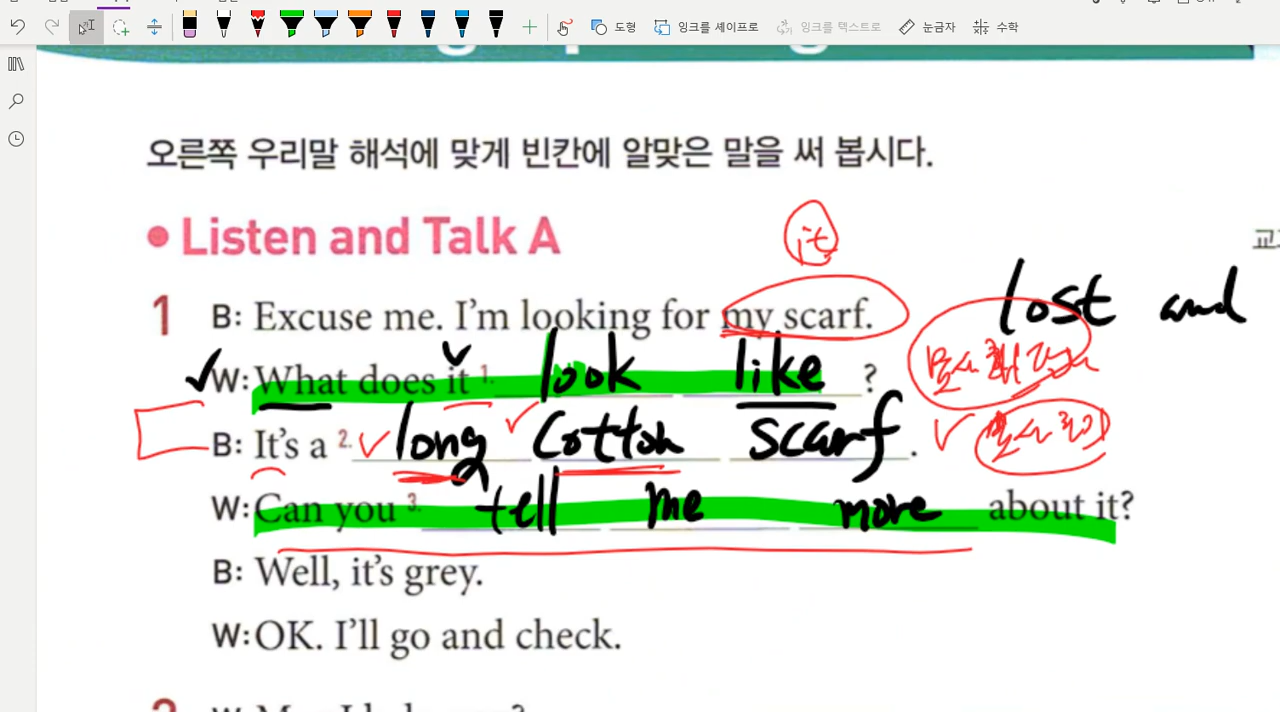 도형 잉크를 셰이프로 잉크를 텍스트로 눈금자 수학
오른쪽 우리말 해석에 맞게 빈칸에 알맞은 말을 써 봅시다.
• Listen and Talk A
it
교
1 B: Excuse me. I'm looking for my scarf.
lost and
W: What does it 1. look like ?
B: It's a 2. long Cotton scarf.
W: Can you 3. tell me more about it?
B: Well, it's grey.
W: OK. I'll go and check.